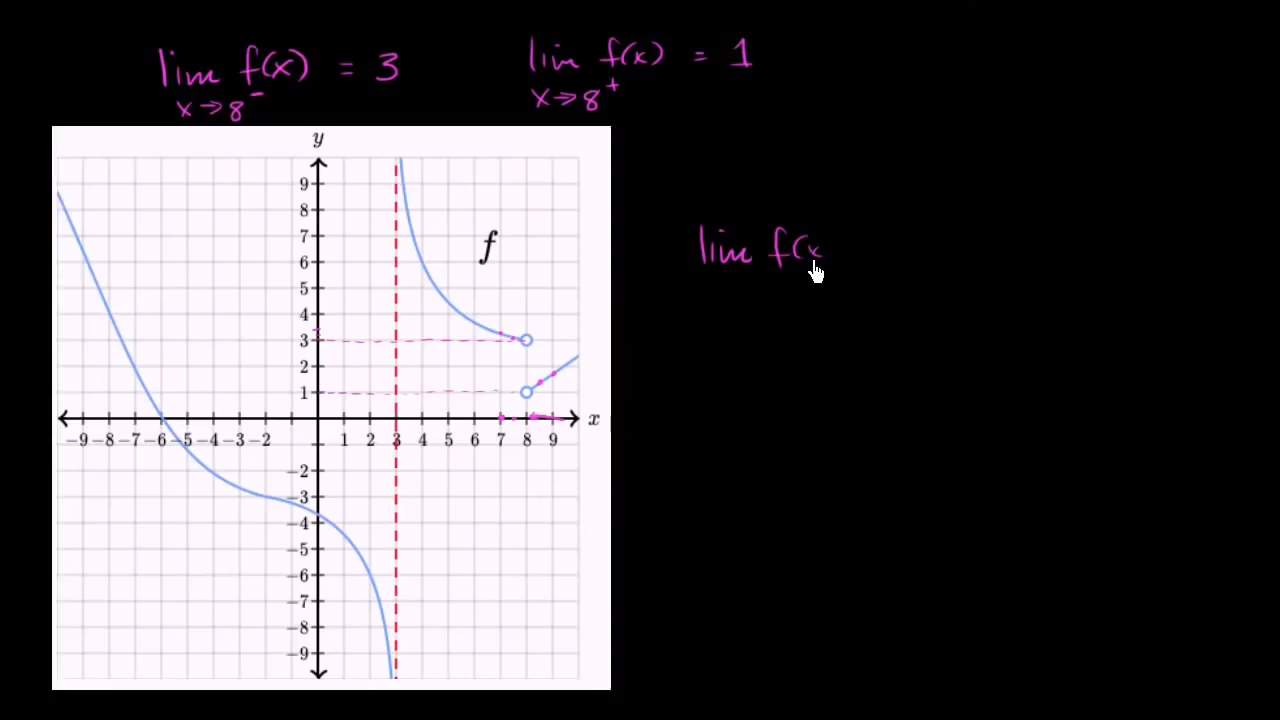 lim f(x) = 3
x→8⁻
lim f(x) = 1
x→8⁺
y
9
8
7
6
5
4
3
2
1
f
lim f(x
x
−9 −8 −7 −6 −5 −4 −3 −2 1 2 3 4 5 6 7 8 9
−2
−3
−4
−5
−6
−7
−8
−9